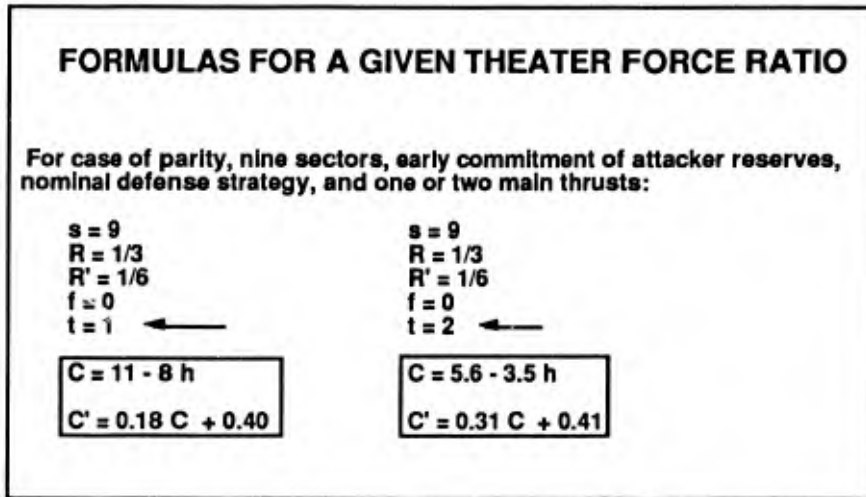 FORMULAS FOR A GIVEN THEATER FORCE RATIO
For case of parity, nine sectors, early commitment of attacker reserves,
nominal defense strategy, and one or two main thrusts:
s = 9
R = 1/3
R' = 1/6
f = 0
t = 1
C = 11 - 8 h
C' = 0.18 C + 0.40
s = 9
R = 1/3
R' = 1/6
f = 0
t = 2
C = 5.6 - 3.5 h
C' = 0.31 C + 0.41